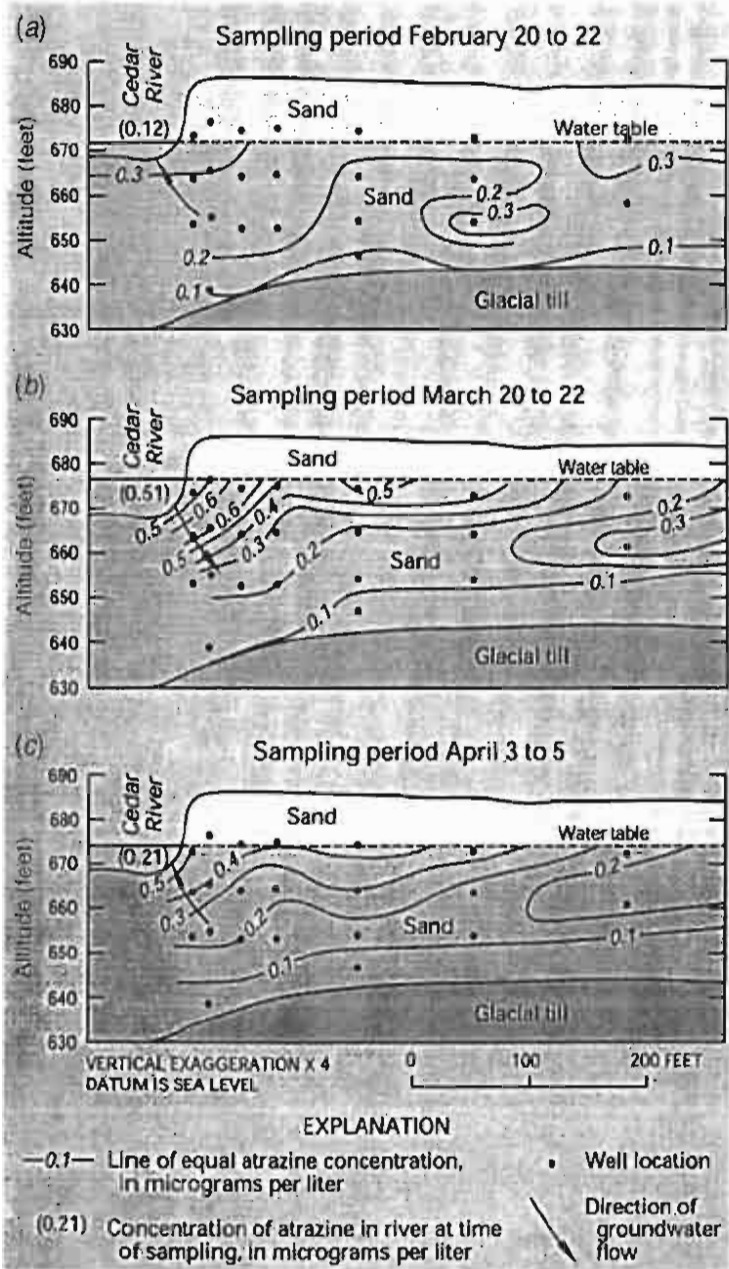 (a)
Sampling period February 20 to 22
690
680
670
660
650
640
630
Altitude (feet)
Cedar
River
(0.12)
Sand
Water table
0.3
0.3
Sand
0.2
0.3
0.2
0.1
0.1
Glacial till
(b)
Sampling period March 20 to 22
690
680
670
660
650
640
630
Altitude (feet)
Cedar
River
(0.51)
Sand
Water table
0.6
0.5
0.2
0.5
0.6
0.4
0.3
0.5
0.3
0.2
Sand
0.1
0.1
Glacial till
(c)
Sampling period April 3 to 5
690
680
670
660
650
640
630
Altitude (feet)
Cedar
River
(0.21)
Sand
Water table
0.4
0.2
0.5
0.3
0.2
Sand
0.1
0.1
Glacial till
VERTICAL EXAGGERATION X 4
DATUM IS SEA LEVEL
0 100 200 FEET
EXPLANATION
—0.1— Line of equal atrazine concentration,
in micrograms per liter
(0.21) Concentration of atrazine in river at time
of sampling, in micrograms per liter
Well location
Direction of
groundwater
flow